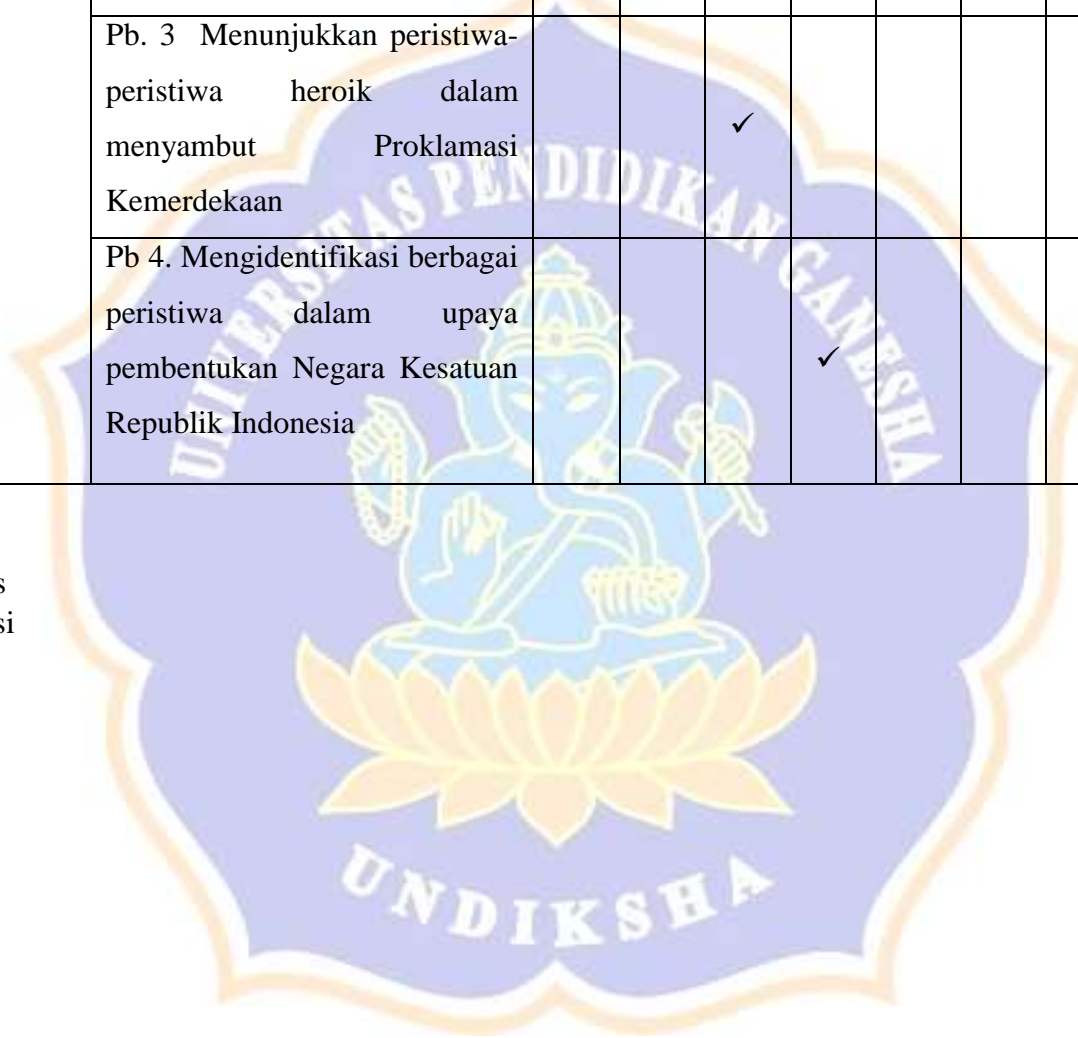 Pb. 3 Menunjukkan peristiwa-
peristiwa heroik dalam
menyambut Proklamasi
Kemerdekaan
✓
Pb 4. Mengidentifikasi berbagai
peristiwa dalam upaya
pembentukan Negara Kesatuan
Republik Indonesia
✓
s
si
UNIVERSITAS PENDIDIKAN GANESHA
UNDIKSHA